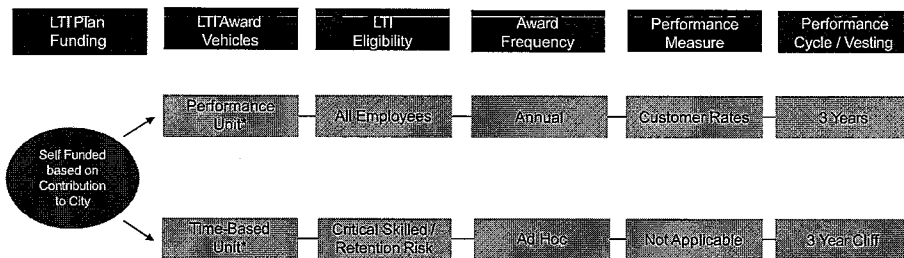 LTI Plan
Funding
LTI Award
Vehicles
LTI
Eligibility
Award
Frequency
Performance
Measure
Performance
Cycle / Vesting
Self Funded
based on
Contribution
to City
Performance
Unit*
All Employees
Annual
Customer Rates
3 Years
Time-Based
Unit*
Critical Skilled /
Retention Risk
Ad Hoc
Not Applicable
3 Year Cliff